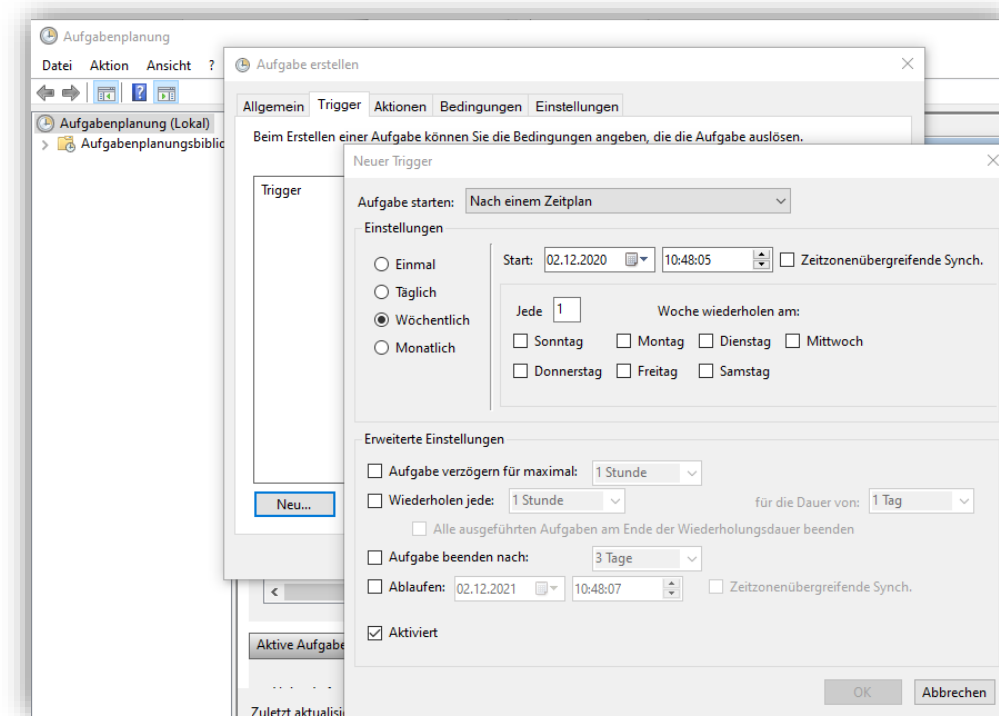 Aufgabenplanung
Datei Aktion Ansicht ?
Aufgabenplanung (Lokal)
Aufgabenplanungsbiblic
Aufgabe erstellen
Allgemein Trigger Aktionen Bedingungen Einstellungen
Beim Erstellen einer Aufgabe können Sie die Bedingungen angeben, die die Aufgabe auslösen.
Trigger
Neu...
Neuer Trigger
Aufgabe starten: Nach einem Zeitplan
Einstellungen
Einmal
Täglich
Wöchentlich
Monatlich
Start: 02.12.2020 10:48:05 Zeitzonenübergreifende Synch.
Jede 1 Woche wiederholen am:
Sonntag Montag Dienstag Mittwoch
Donnerstag Freitag Samstag
Erweiterte Einstellungen
Aufgabe verzögern für maximal: 1 Stunde
Wiederholen jede: 1 Stunde für die Dauer von: 1 Tag
Alle ausgeführten Aufgaben am Ende der Wiederholungsdauer beenden
Aufgabe beenden nach: 3 Tage
Ablaufen: 02.12.2021 10:48:07 Zeitzonenübergreifende Synch.
Aktiviert
OK Abbrechen
Aktive Aufgabe
Zuletzt aktualisi